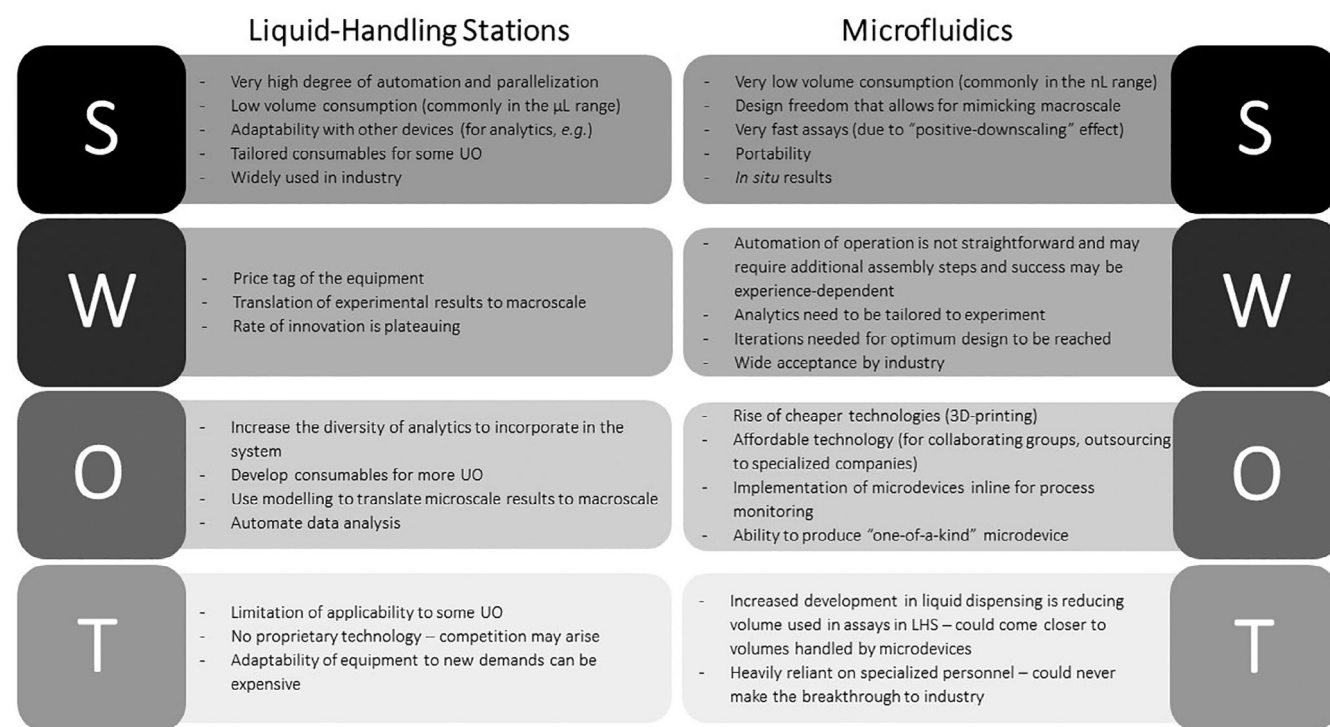 Liquid-Handling Stations
Microfluidics
S
- Very high degree of automation and parallelization
- Low volume consumption (commonly in the µL range)
- Adaptability with other devices (for analytics, e.g.)
- Tailored consumables for some UO
- Widely used in industry
- Very low volume consumption (commonly in the nL range)
- Design freedom that allows for mimicking macroscale
- Very fast assays (due to “positive-downscaling” effect)
- Portability
- In situ results
S
W
- Price tag of the equipment
- Translation of experimental results to macroscale
- Rate of innovation is plateauing
- Automation of operation is not straightforward and may
require additional assembly steps and success may be
experience-dependent
- Analytics need to be tailored to experiment
- Iterations needed for optimum design to be reached
- Wide acceptance by industry
W
O
- Increase the diversity of analytics to incorporate in the
system
- Develop consumables for more UO
- Use modelling to translate microscale results to macroscale
- Automate data analysis
- Rise of cheaper technologies (3D-printing)
- Affordable technology (for collaborating groups, outsourcing
to specialized companies)
- Implementation of microdevices inline for process
monitoring
- Ability to produce “one-of-a-kind” microdevice
O
T
- Limitation of applicability to some UO
- No proprietary technology – competition may arise
- Adaptability of equipment to new demands can be
expensive
- Increased development in liquid dispensing is reducing
volume used in assays in LHS – could come closer to
volumes handled by microdevices
- Heavily reliant on specialized personnel – could never
make the breakthrough to industry
T